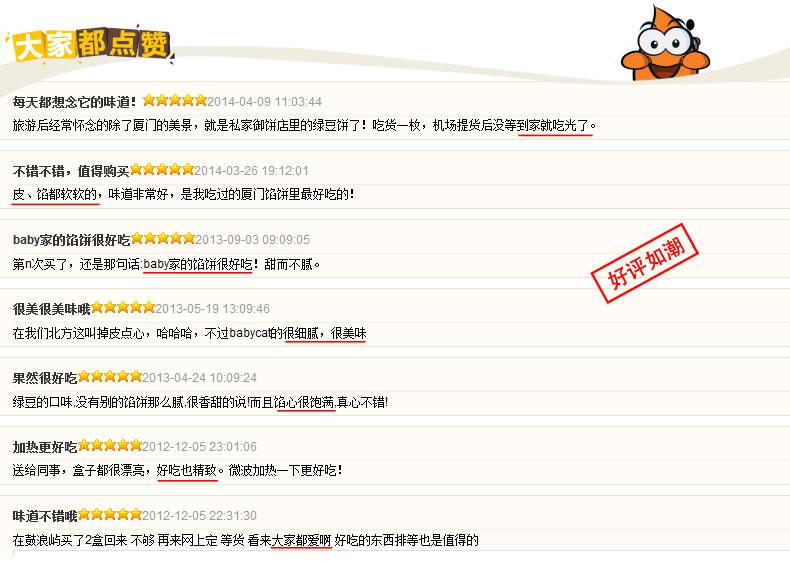 大家都点赞
每天都想念它的味道！2014-04-09 11:03:44
旅游后经常怀念的除了厦门的美景，就是私家御饼店里的绿豆饼了！吃货一枚，机场提货后没等到家就吃光了。
不错不错，值得购买2014-03-26 19:12:01
皮、馅都软软的，味道非常好，是我吃过的厦门馅饼里最好吃的！
baby家的馅饼很好吃2013-09-03 09:09:05
第n次买了，还是那句话:baby家的馅饼很好吃！甜而不腻。
好评如潮
很美很美味哦2013-05-19 13:09:46
在我们北方这叫掉皮点心，哈哈哈，不过babycat的很细腻，很美味
果然很好吃2013-04-24 10:09:24
绿豆的口味,没有别的馅饼那么腻,很香甜的说!而且馅心很饱满,真心不错!
加热更好吃2012-12-05 23:01:06
送给同事，盒子都很漂亮，好吃也精致。微波加热一下更好吃！
味道不错哦2012-12-05 22:31:30
在鼓浪屿买了2盒回来 不够 再来网上定 等货 看来大家都爱啊 好吃的东西排等也是值得的